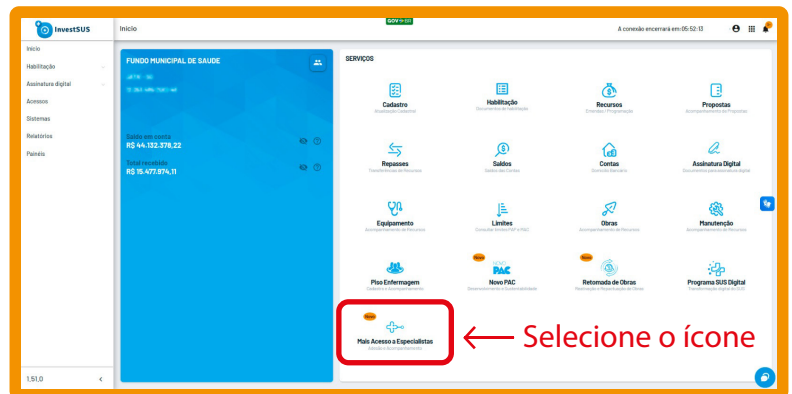 InvestSUS
Início
GOV.BR
A conexão encerrará em: 05:52:13
Início
Habilitação
Assinatura digital
Acessos
Sistemas
Relatórios
Painéis
1.51.0
FUNDO MUNICIPAL DE SAUDE
Saldo em conta
R$ 44.132.378,22
Total recebido
R$ 15.477.974,11
SERVIÇOS
Cadastro
Atualização Cadastral
Habilitação
Documentos de habilitação
Recursos
Emendas / Programação
Propostas
Acompanhamento de Propostas
Repasses
Transferências de Recursos
Saldos
Saldos das Contas
Contas
Domicílio Bancário
Assinatura Digital
Documentos para assinatura digital
Equipamento
Acompanhamento de Recursos
Limites
Consultar limites PAP e MAC
Obras
Acompanhamento de Recursos
Manutenção
Acompanhamento de Recursos
Piso Enfermagem
Cadastro e Acompanhamento
Novo
NOVO
PAC
Novo PAC
Desenvolvimento e Sustentabilidade
Novo
Retomada de Obras
Reativação e Repactuação de Obras
Programa SUS Digital
Transformação digital do SUS
Novo
Mais Acesso a Especialistas
Adesão e Acompanhamento
Selecione o ícone